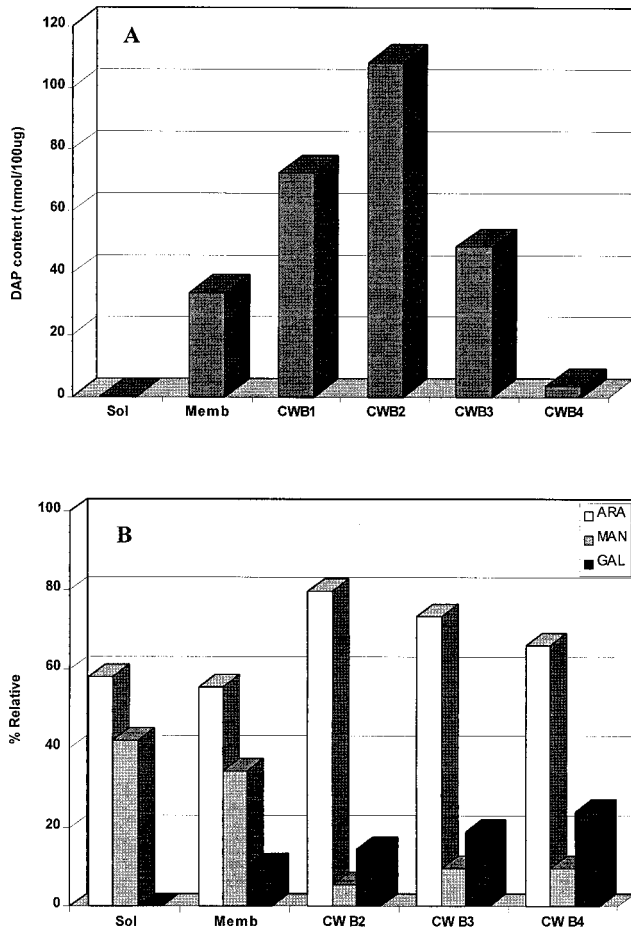 A
120
100
80
60
40
20
0
DAP content (nmol/100ug)
Sol Memb CWB1 CWB2 CWB3 CWB4
B
100
80
60
40
20
0
% Relative
ARA
MAN
GAL
Sol Memb CW B2 CW B3 CW B4